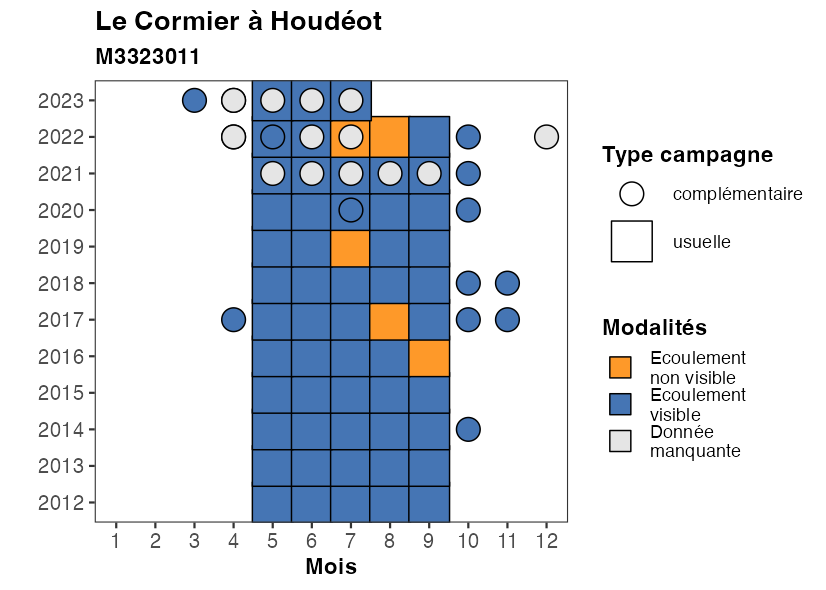 Le Cormier à Houdéot
M3323011
2023
2022
2021
2020
2019
2018
2017
2016
2015
2014
2013
2012
1 2 3 4 5 6 7 8 9 10 11 12
Mois
Type campagne
complémentaire
usuelle
Modalités
Ecoulement
non visible
Ecoulement
visible
Donnée
manquante